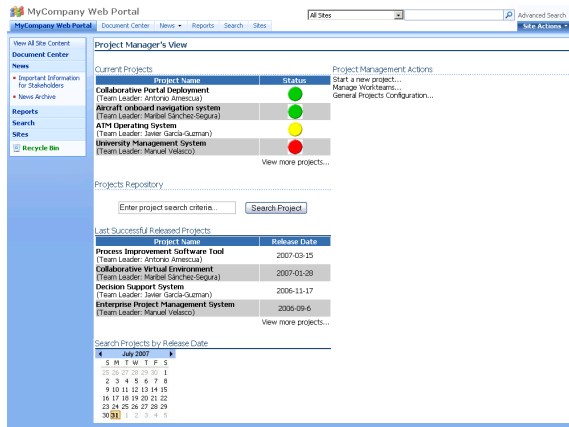 MyCompany Web Portal
All Sites
Advanced Search
MyCompany Web Portal Document Center News Reports Search Sites
Site Actions
View All Site Content
Document Center
News
Important Information for Stakeholders
News Archive
Reports
Search
Sites
Recycle Bin
Project Manager's View
Current Projects
Project Name Status
Collaborative Portal Deployment
(Team Leader: Antonio Amescua)
Aircraft onboard navigation system
(Team Leader: Maribel Sánchez-Segura)
ATM Operating System
(Team Leader: Javier García-Guzman)
University Management System
(Team Leader: Manuel Velasco)
View more projects...
Project Management Actions
Start a new project...
Manage Workteams...
General Projects Configuration...
Projects Repository
Enter project search criteria... Search Project
Last Successful Released Projects
Project Name Release Date
Process Improvement Software Tool
(Team Leader: Antonio Amescua)
2007-03-15
Collaborative Virtual Environment
(Team Leader: Maribel Sánchez-Segura)
2007-01-28
Decision Support System
(Team Leader: Javier García-Guzman)
2006-11-17
Enterprise Project Management System
(Team Leader: Manuel Velasco)
2006-09-6
View more projects...
Search Projects by Release Date
July 2007
S M T W T F S
25 26 27 28 29 30 1
2 3 4 5 6 7 8
9 10 11 12 13 14 15
16 17 18 19 20 21 22
23 24 25 26 27 28 29
30 31 1 2 3 4 5